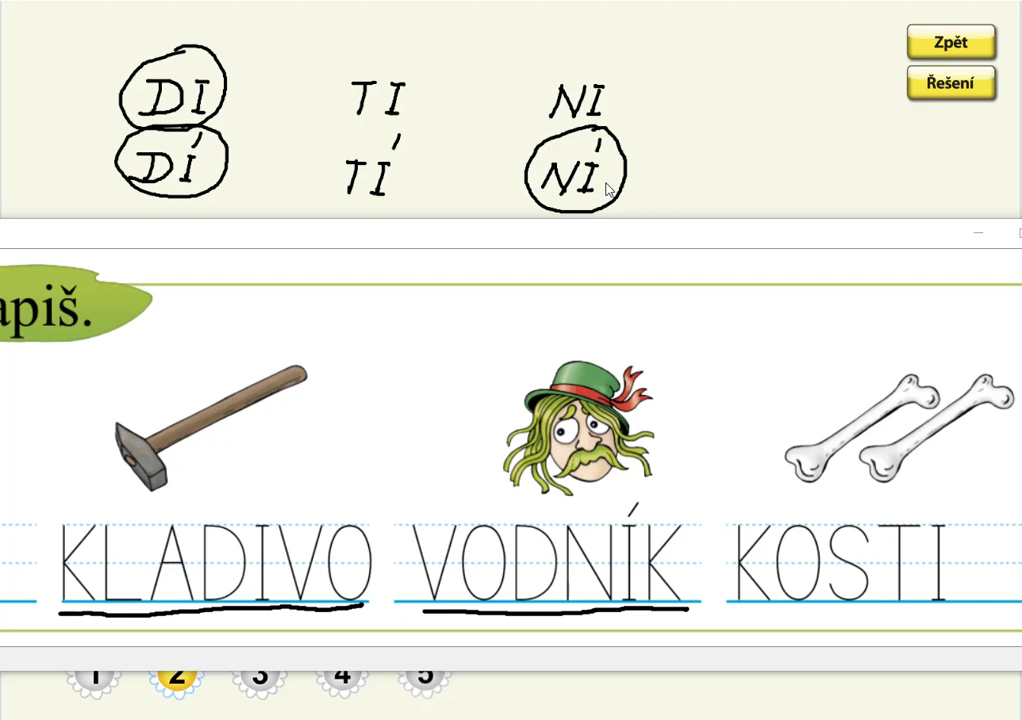 Zpět
Řešení
DI TI NI
DÍ TÍ NÍ
apiš.
KLADIVO VODNÍK KOSTI
1 2 3 4 5